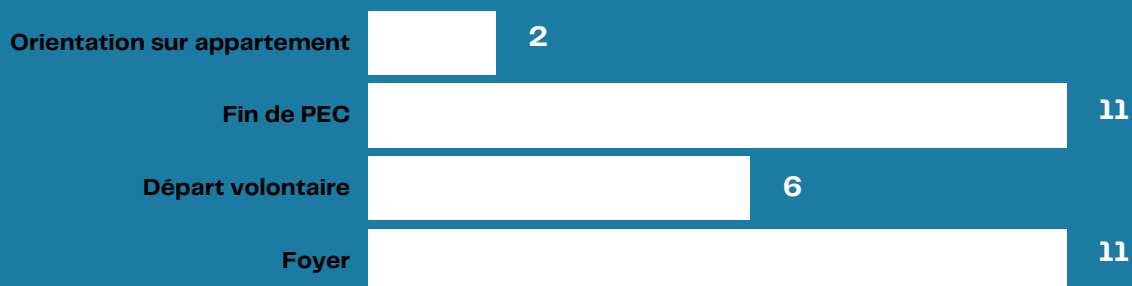 Orientation sur appartement 2
Fin de PEC 11
Départ volontaire 6
Foyer 11